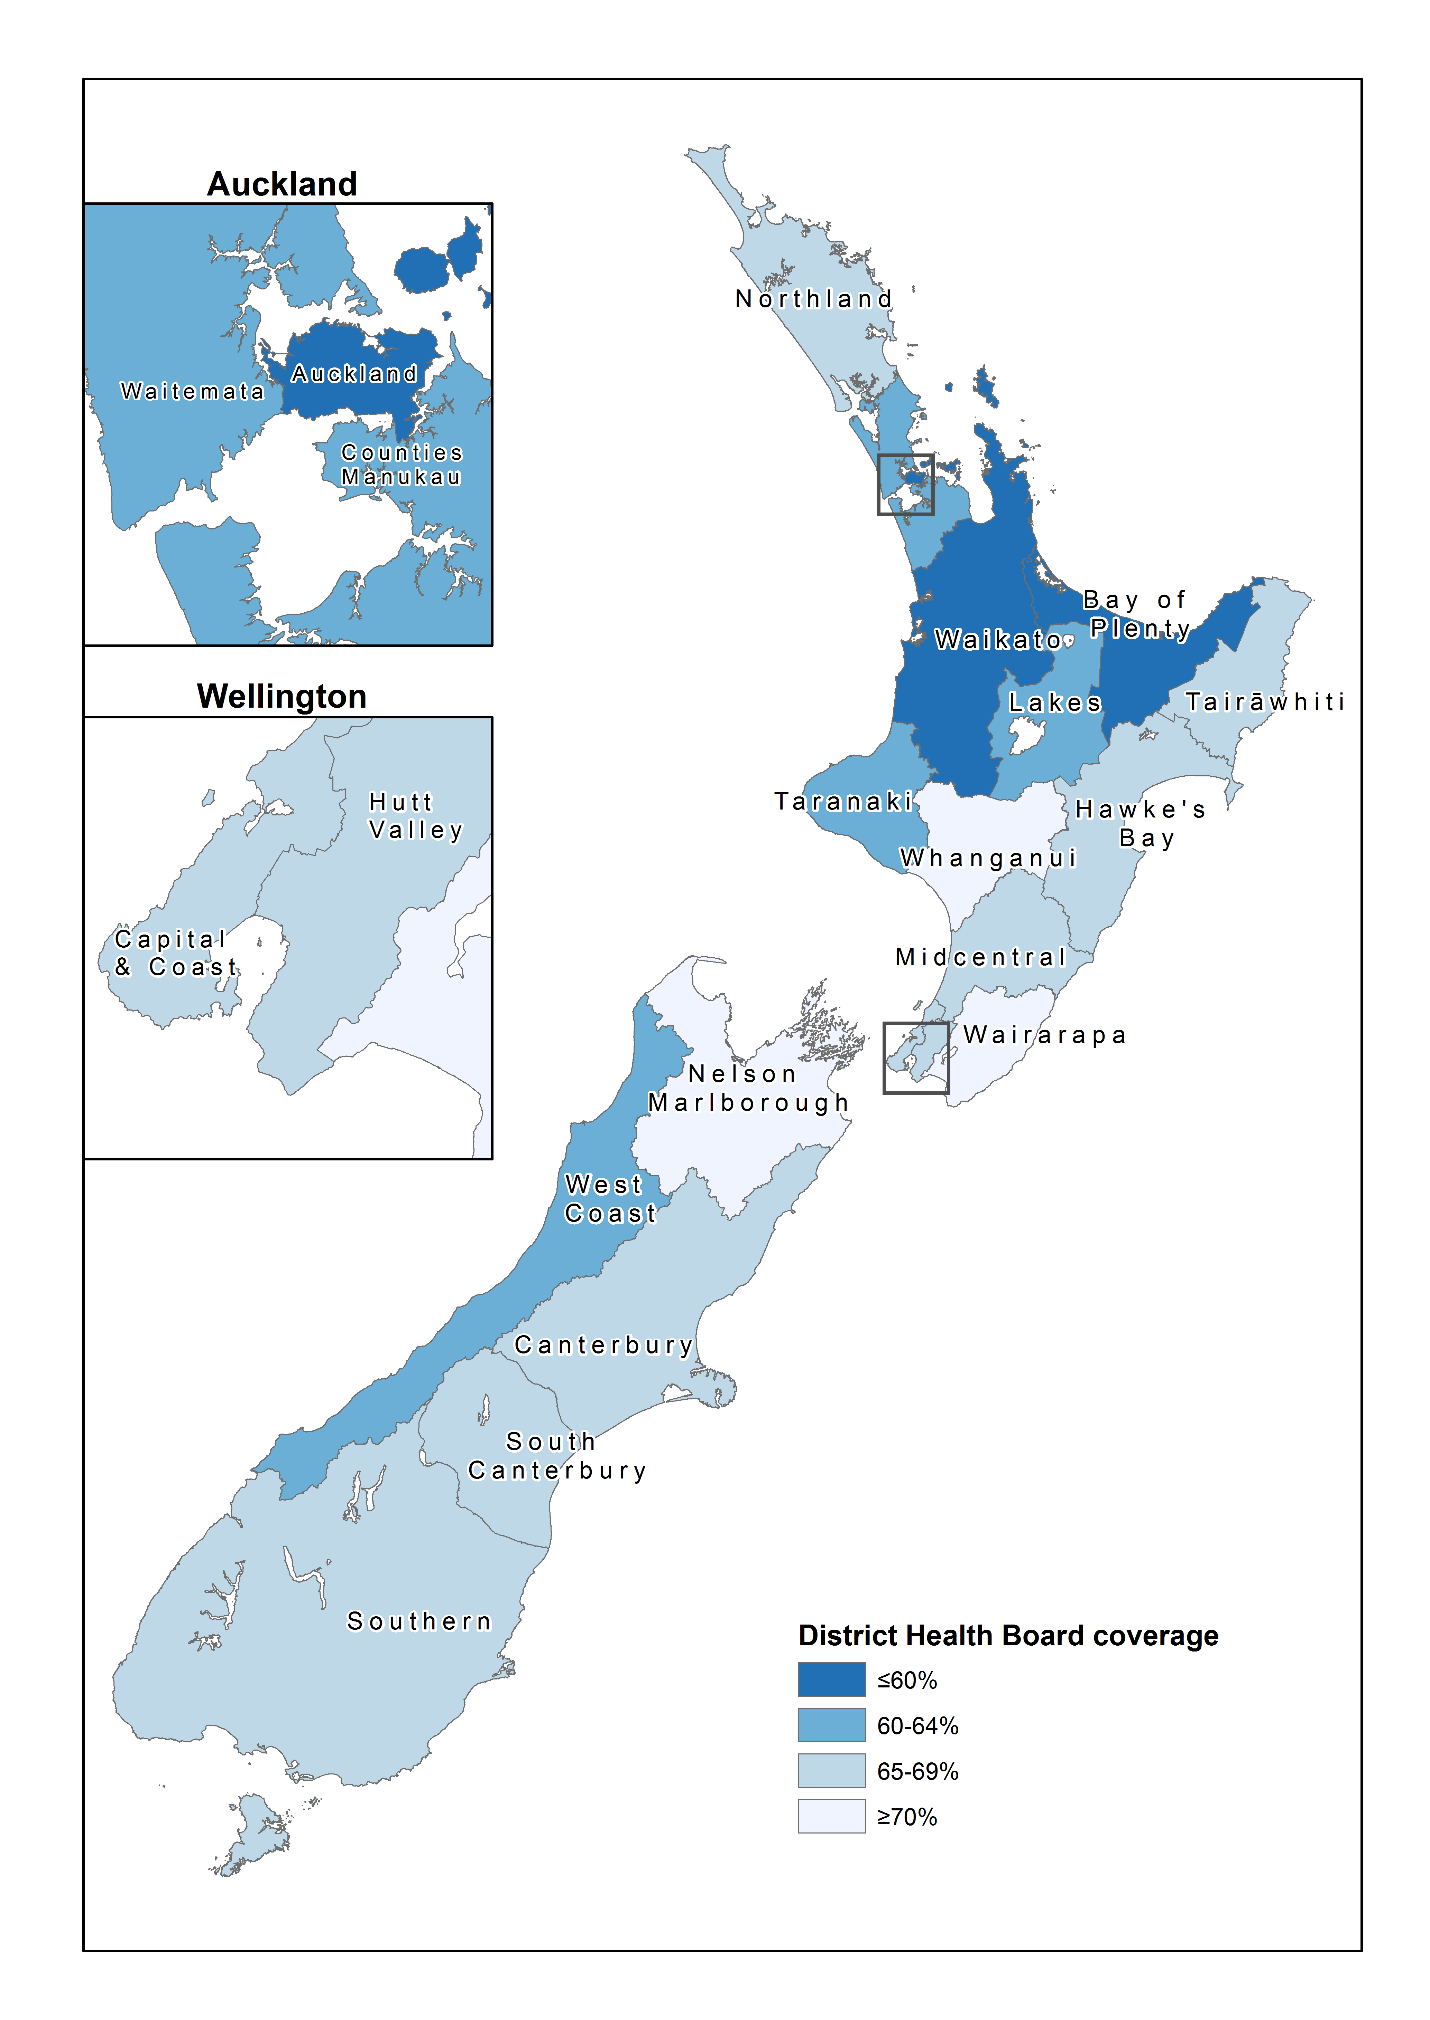 Auckland
Waitemata
Auckland
Counties
Manukau
Wellington
Hutt
Valley
Capital
& Coast
Northland
Bay of
Plenty
Waikato
Lakes
Tairāwhiti
Taranaki
Hawke's
Bay
Whanganui
Midcentral
Wairarapa
Nelson
Marlborough
West
Coast
Canterbury
South
Canterbury
Southern
District Health Board coverage
≤60%
60-64%
65-69%
≥70%